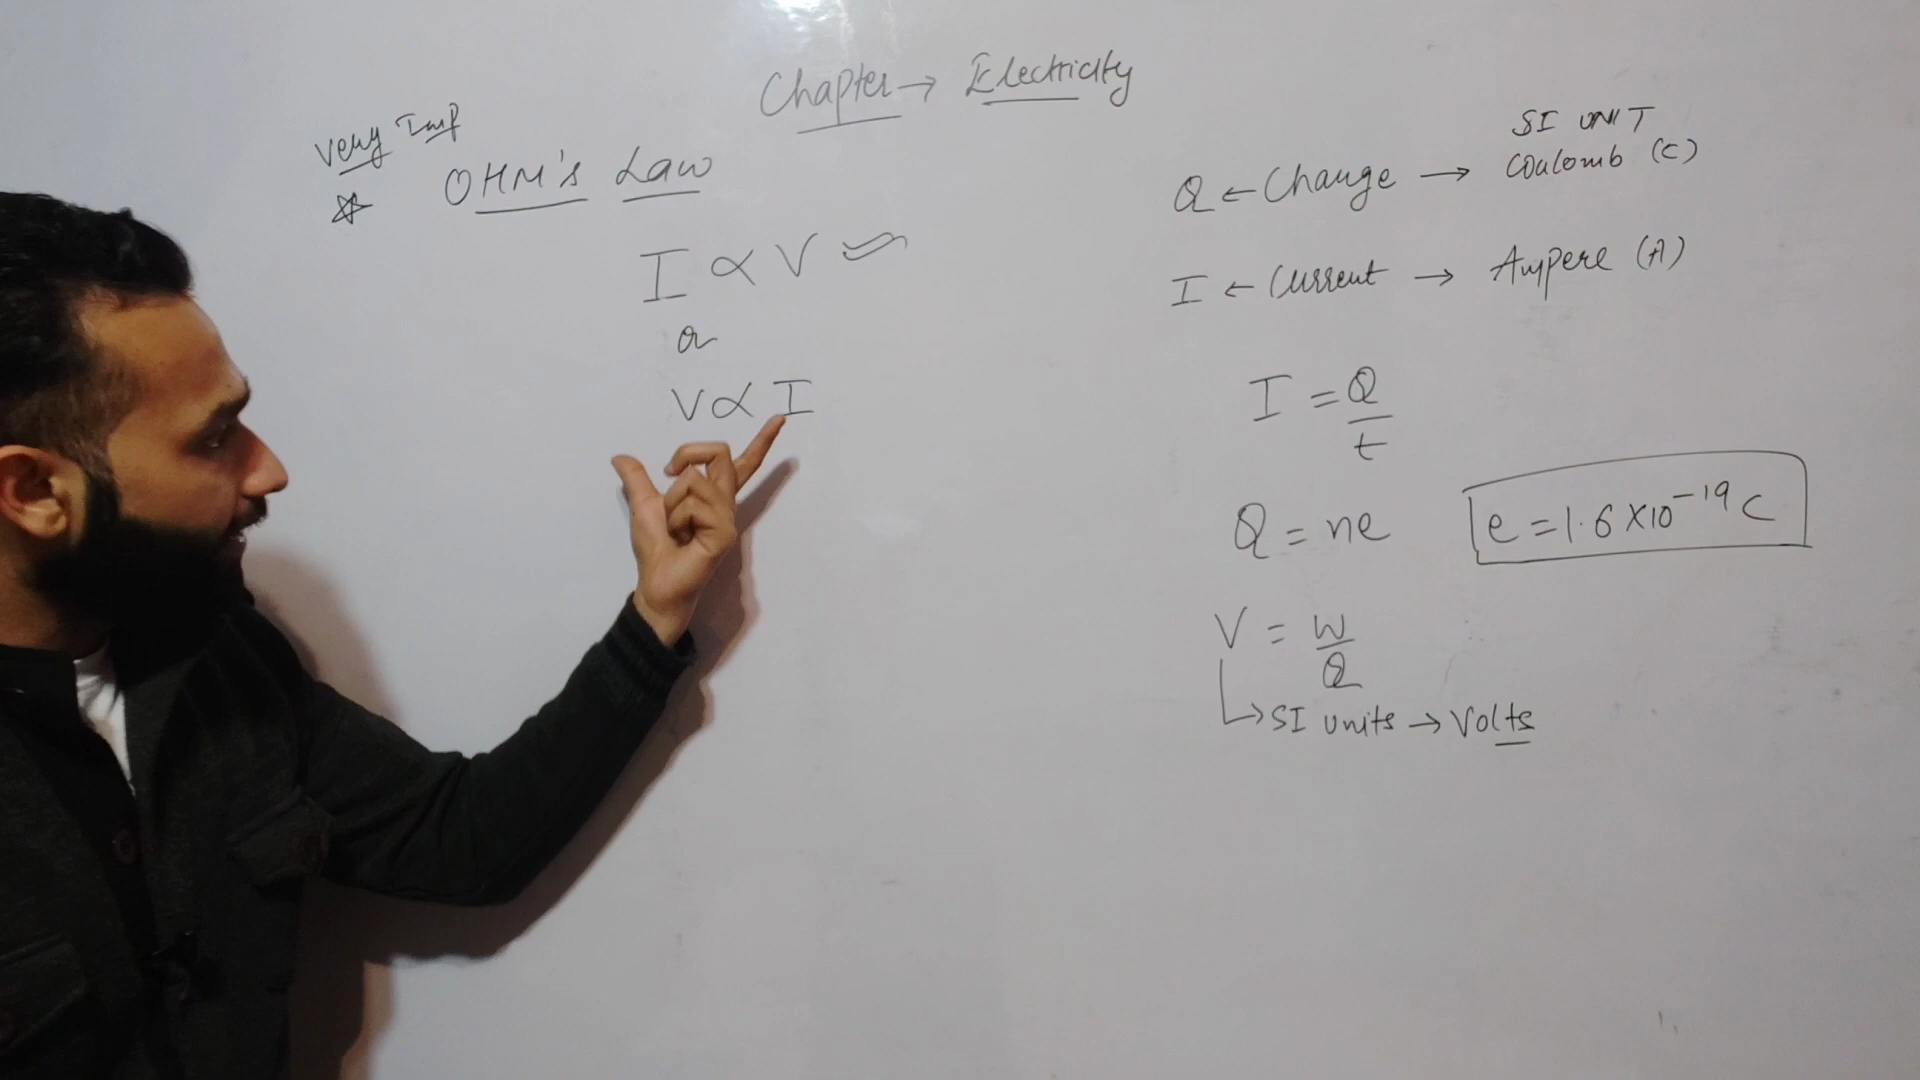 Chapter → Electricity
Very Imp
OHM's Law
I ∝ V
or
V ∝ I
SI UNIT
Q ← Charge → Coulomb (C)
I ← Current → Ampere (A)
I = Q/t
Q = ne
e = 1.6 X10⁻¹⁹ C
V = W/Q
↳ SI units → Volts